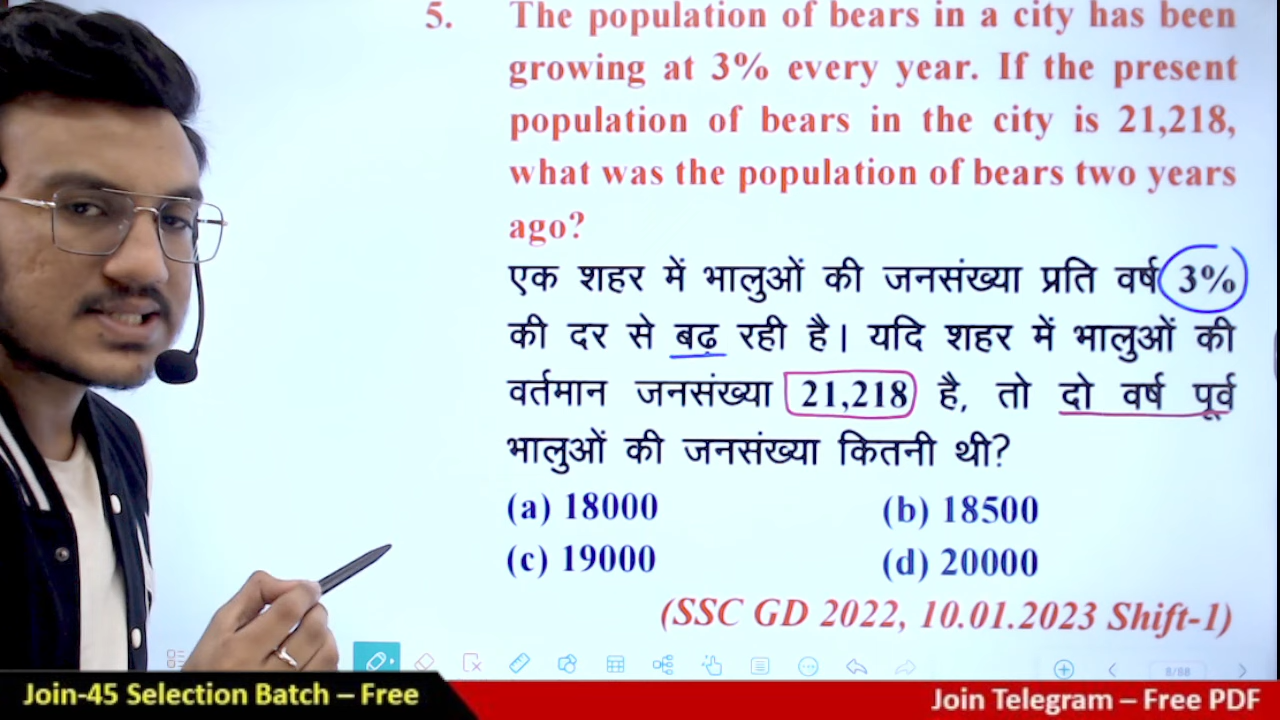 5. The population of bears in a city has been
growing at 3% every year. If the present
population of bears in the city is 21,218,
what was the population of bears two years
ago?
एक शहर में भालुओं की जनसंख्या प्रति वर्ष 3%
की दर से बढ़ रही है। यदि शहर में भालुओं की
वर्तमान जनसंख्या 21,218 है, तो दो वर्ष पूर्व
भालुओं की जनसंख्या कितनी थी?
(a) 18000 (b) 18500
(c) 19000 (d) 20000
(SSC GD 2022, 10.01.2023 Shift-1)
8/88
Join-45 Selection Batch – Free
Join Telegram – Free PDF